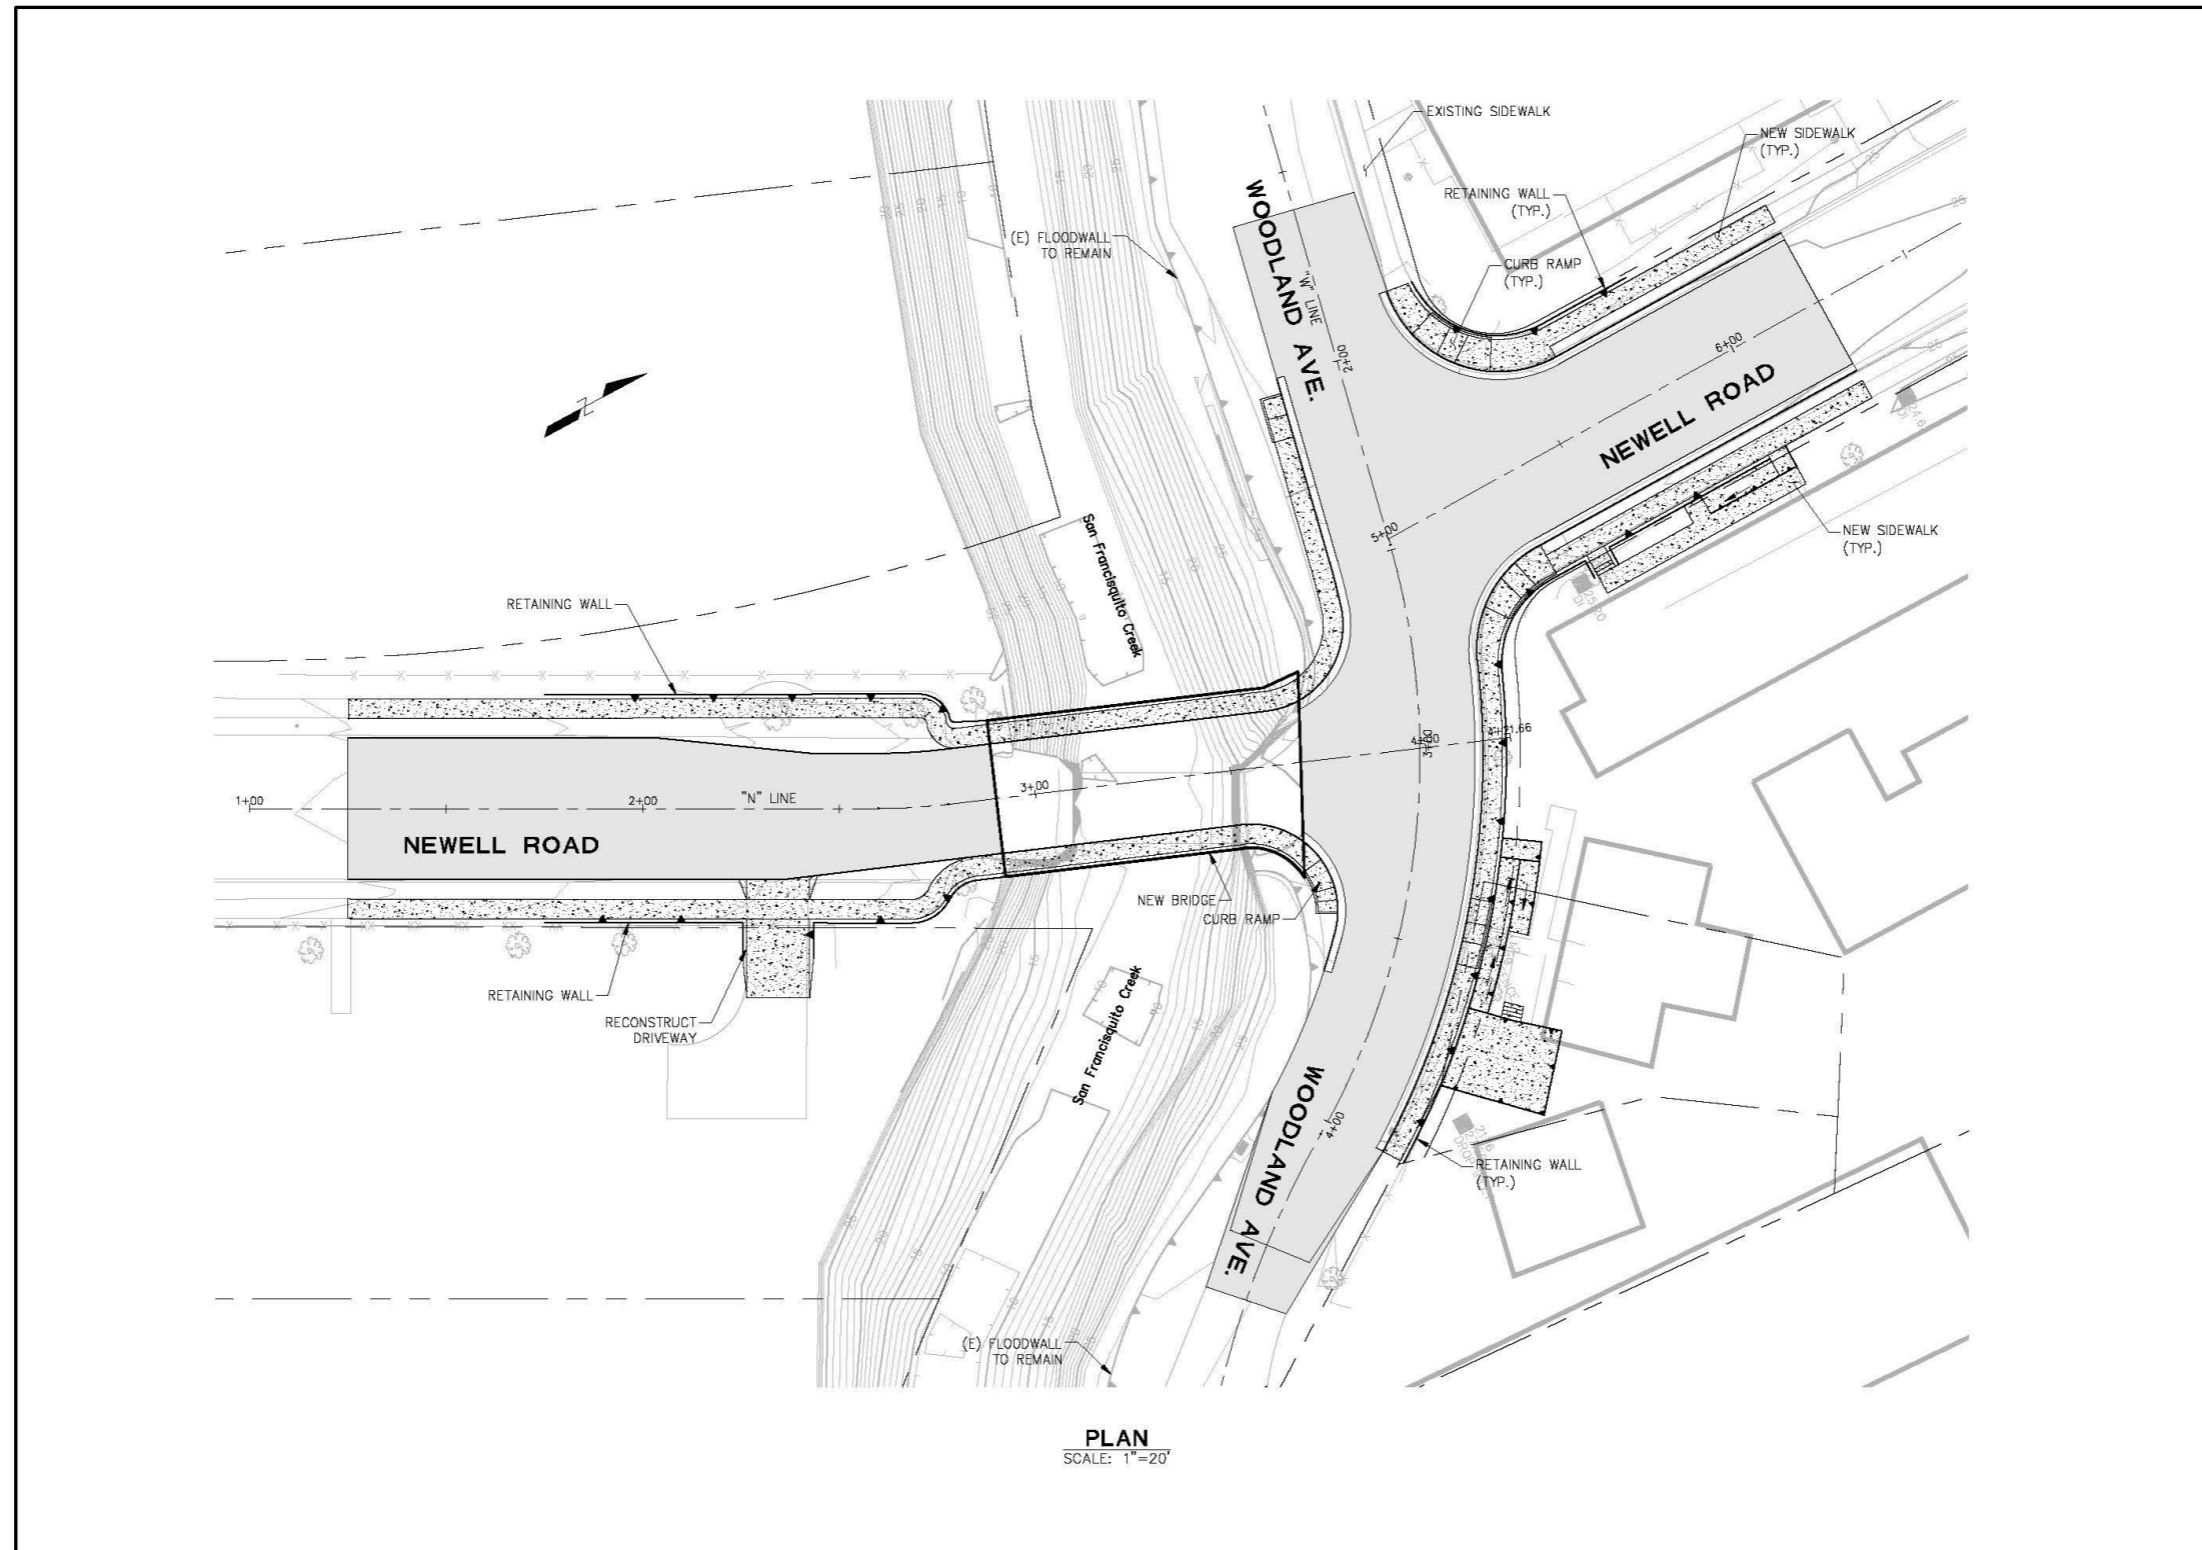 EXISTING SIDEWALK
NEW SIDEWALK
(TYP.)
RETAINING WALL
(TYP.)
CURB RAMP
(TYP.)
(E) FLOODWALL
TO REMAIN
WOODLAND AVE.
"W" LINE
2+00
6+00
NEWELL ROAD
5+00
NEW SIDEWALK
(TYP.)
San Francisquito Creek
RETAINING WALL
4+00
3+00
4+21.66
1+00
2+00
"N" LINE
3+00
NEWELL ROAD
NEW BRIDGE
CURB RAMP
RETAINING WALL
RECONSTRUCT
DRIVEWAY
San Francisquito Creek
WOODLAND AVE.
4+00
RETAINING WALL
(TYP.)
(E) FLOODWALL
TO REMAIN
Z
PLAN
SCALE: 1"=20'